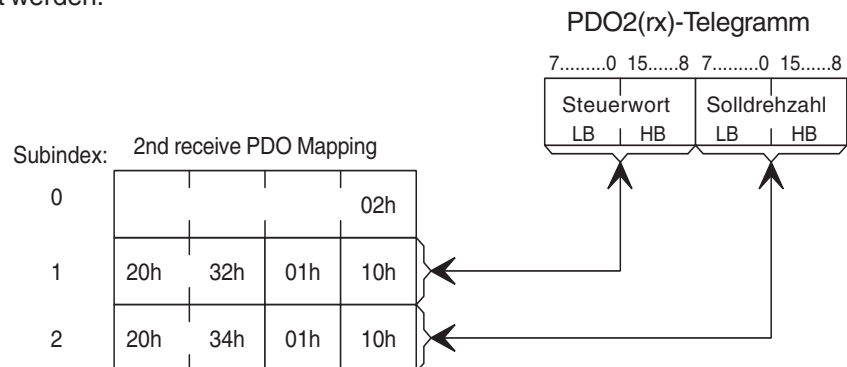 t werden.
PDO2(rx)-Telegramm
7.........0 15......8 7.........0 15......8
Steuerwort Solldrehzahl
LB HB LB HB
Subindex: 2nd receive PDO Mapping
0 02h
1 20h 32h 01h 10h
2 20h 34h 01h 10h